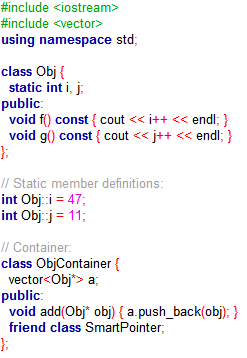 #include <iostream>
#include <vector>
using namespace std;
class Obj {
static int i, j;
public:
void f() const { cout << i++ << endl; }
void g() const { cout << j++ << endl; }
};
// Static member definitions:
int Obj::i = 47;
int Obj::j = 11;
// Container:
class ObjContainer {
vector<Obj*> a;
public:
void add(Obj* obj) { a.push_back(obj); }
friend class SmartPointer;
};